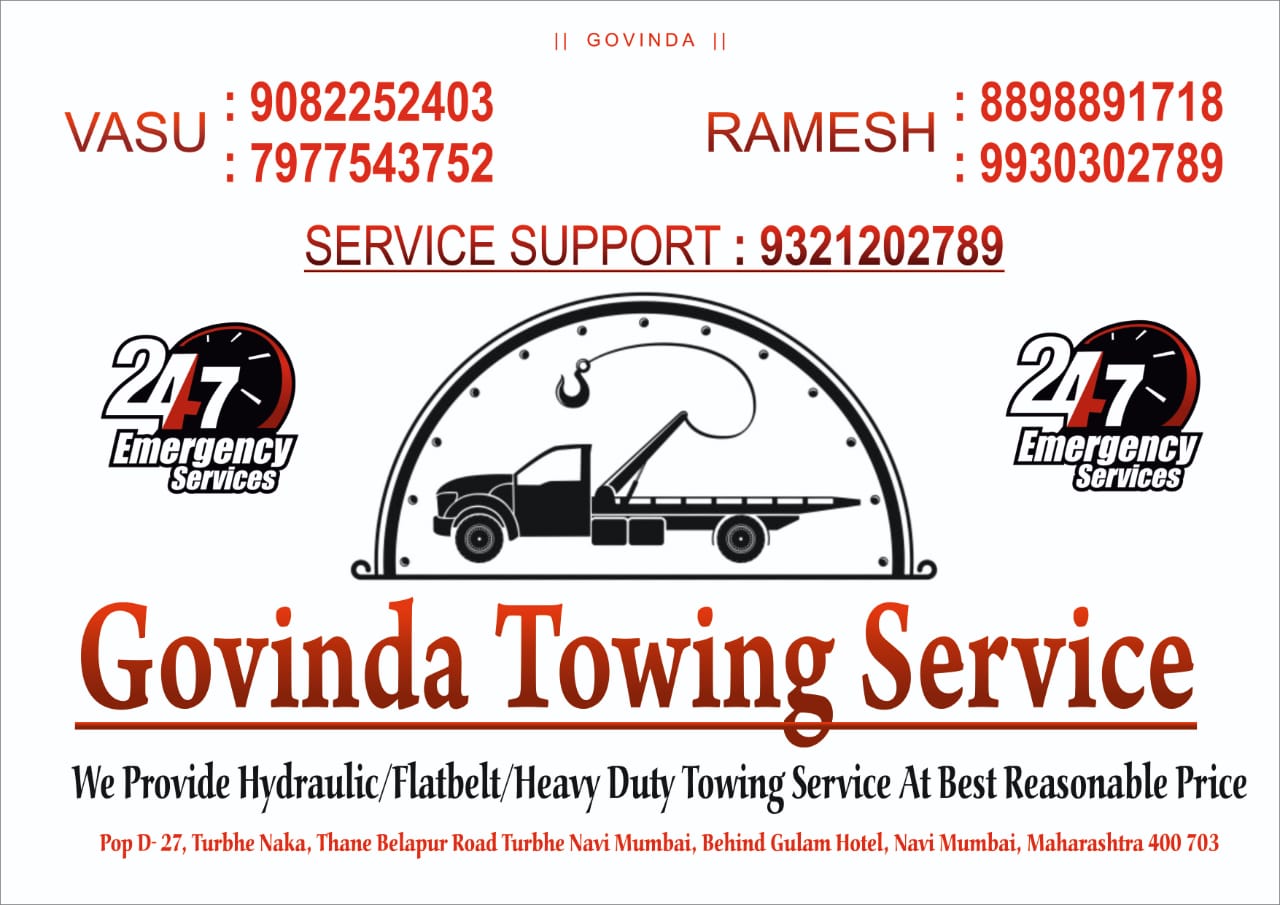 || GOVINDA ||
VASU : 9082252403
: 7977543752
RAMESH : 8898891718
: 9930302789
SERVICE SUPPORT : 9321202789
24 7
Emergency
Services
24 7
Emergency
Services
Govinda Towing Service
We Provide Hydraulic/Flatbelt/Heavy Duty Towing Service At Best Reasonable Price
Pop D- 27, Turbhe Naka, Thane Belapur Road Turbhe Navi Mumbai, Behind Gulam Hotel, Navi Mumbai, Maharashtra 400 703